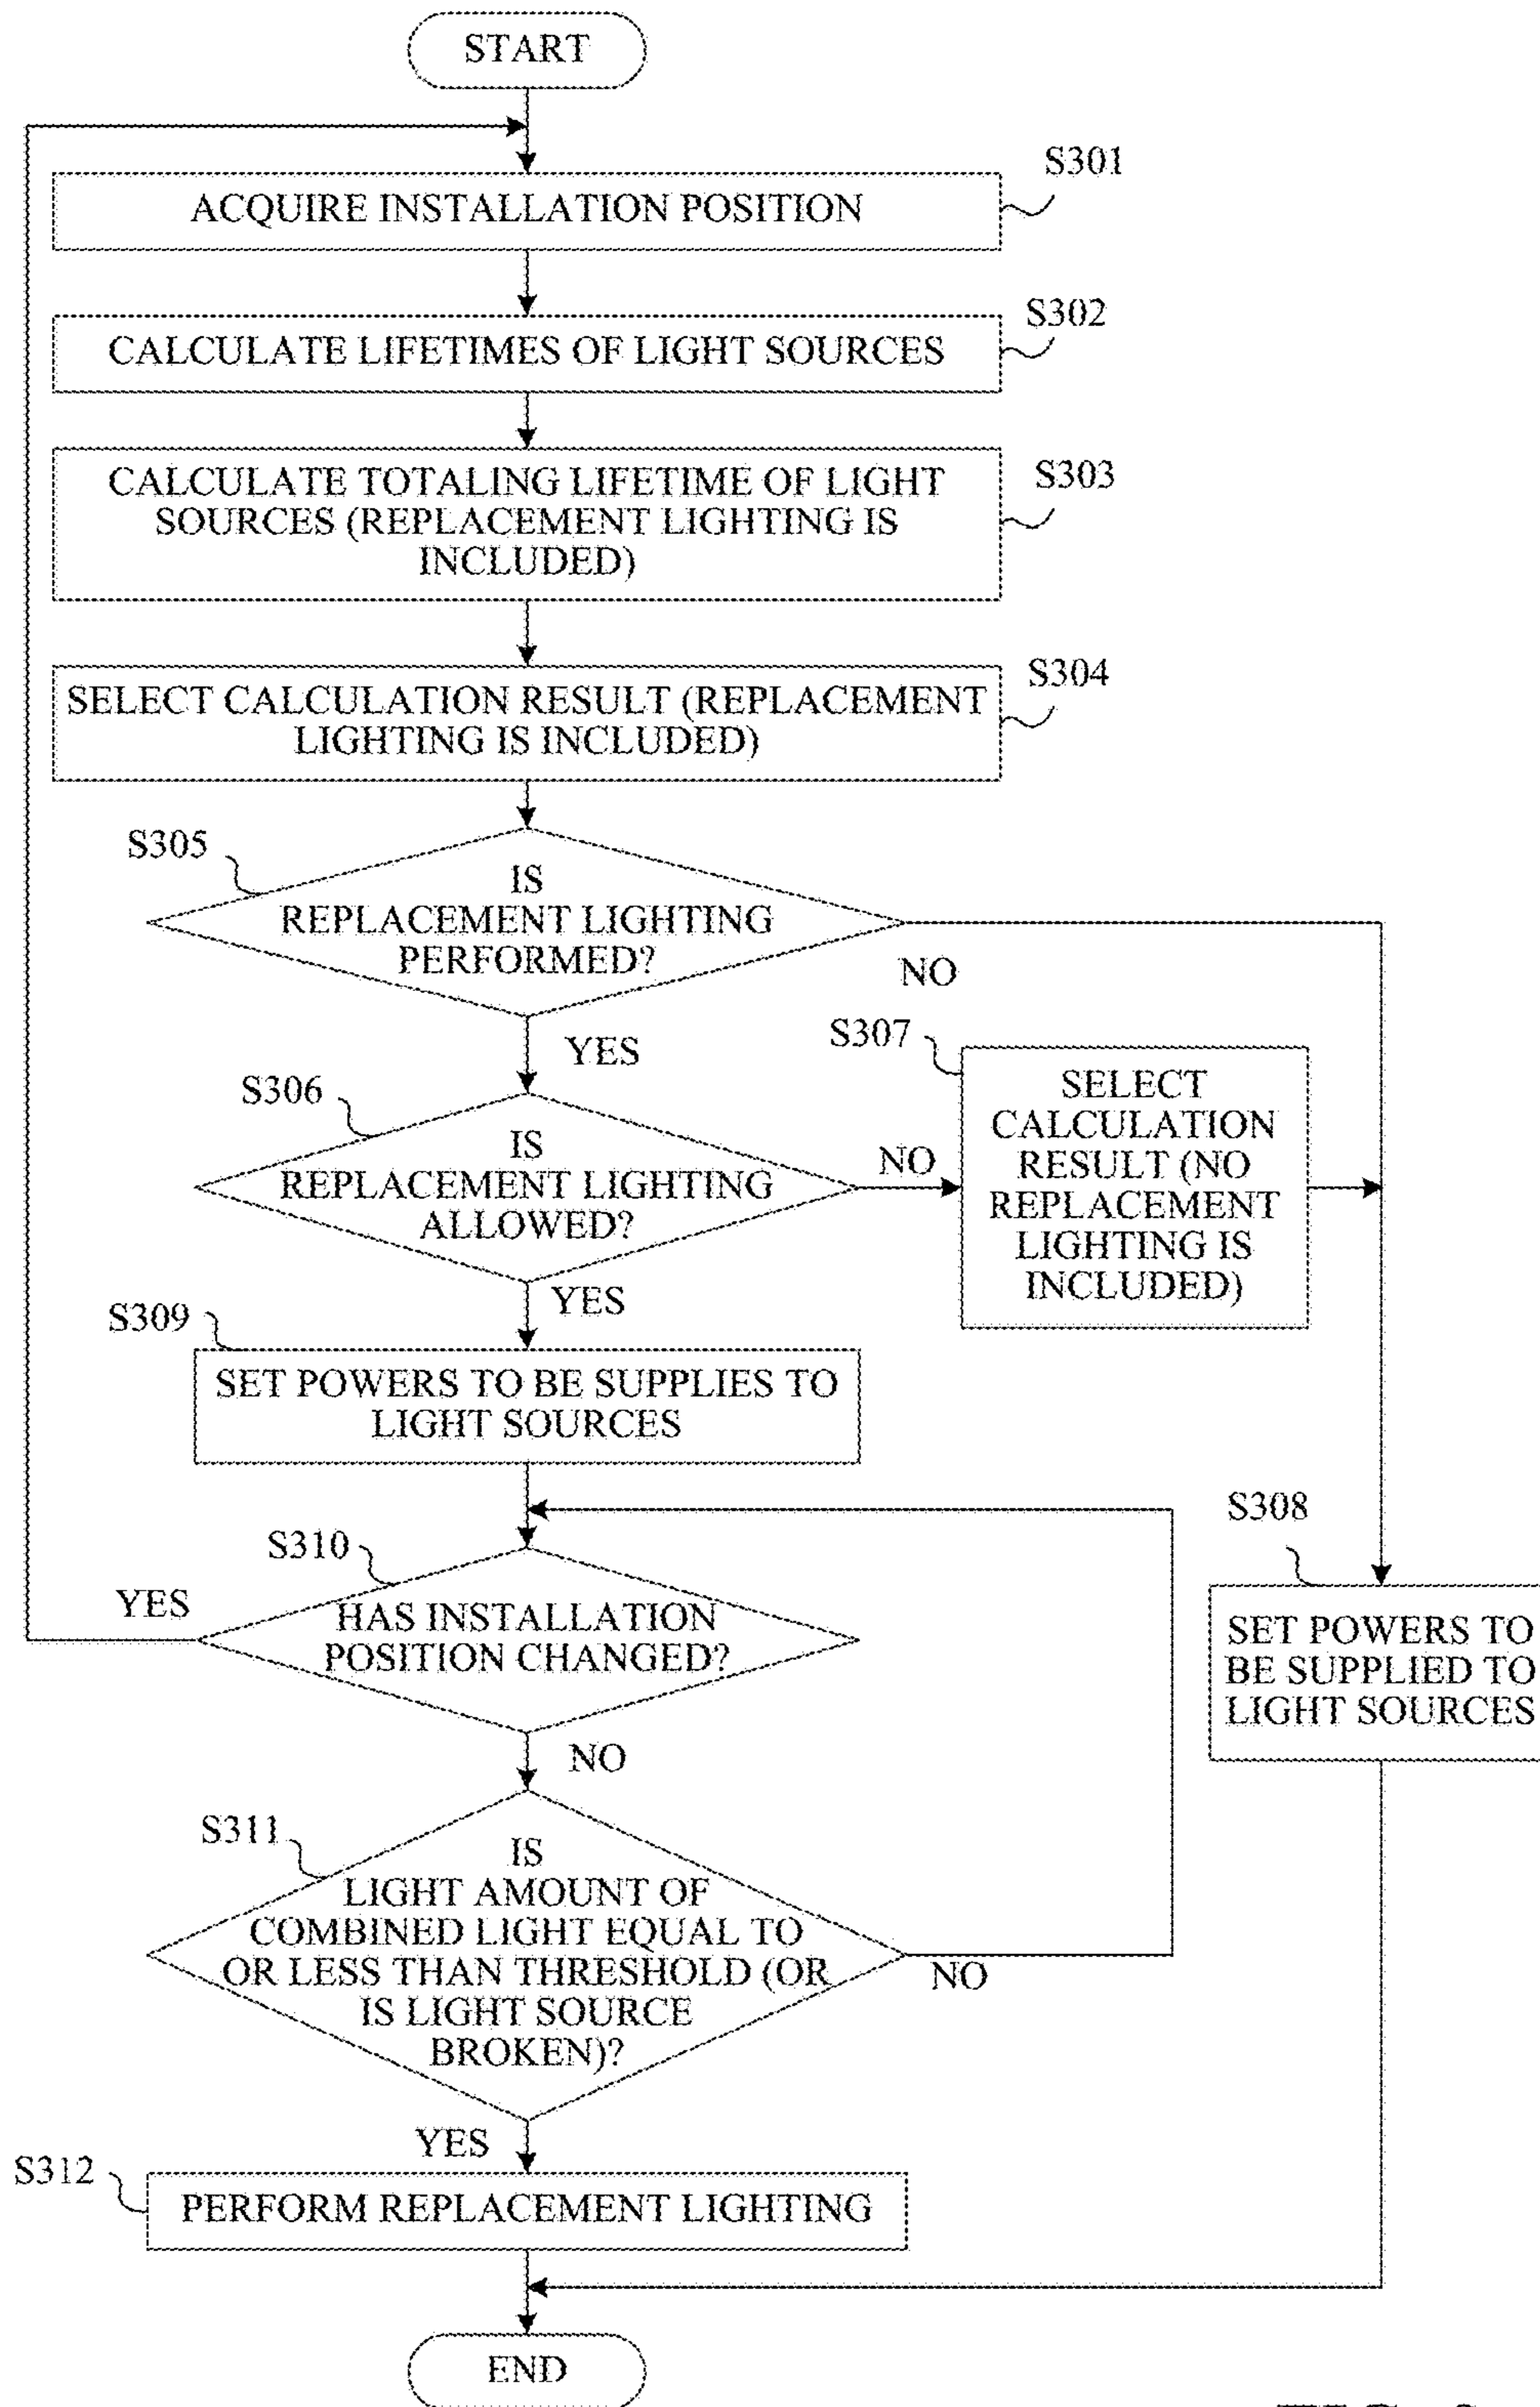 START
S301
ACQUIRE INSTALLATION POSITION
S302
CALCULATE LIFETIMES OF LIGHT SOURCES
S303
CALCULATE TOTALING LIFETIME OF LIGHT
SOURCES (REPLACEMENT LIGHTING IS
INCLUDED)
S304
SELECT CALCULATION RESULT (REPLACEMENT
LIGHTING IS INCLUDED)
S305
IS
REPLACEMENT LIGHTING
PERFORMED?
NO
YES
S306
IS
REPLACEMENT LIGHTING
ALLOWED?
NO
S307
SELECT
CALCULATION
RESULT (NO
REPLACEMENT
LIGHTING IS
INCLUDED)
YES
S309
SET POWERS TO BE SUPPLIES TO
LIGHT SOURCES
S308
SET POWERS TO
BE SUPPLIED TO
LIGHT SOURCES
S310
YES
HAS INSTALLATION
POSITION CHANGED?
NO
S311
IS
LIGHT AMOUNT OF
COMBINED LIGHT EQUAL TO
OR LESS THAN THRESHOLD (OR
IS LIGHT SOURCE
BROKEN)?
NO
YES
S312
PERFORM REPLACEMENT LIGHTING
END